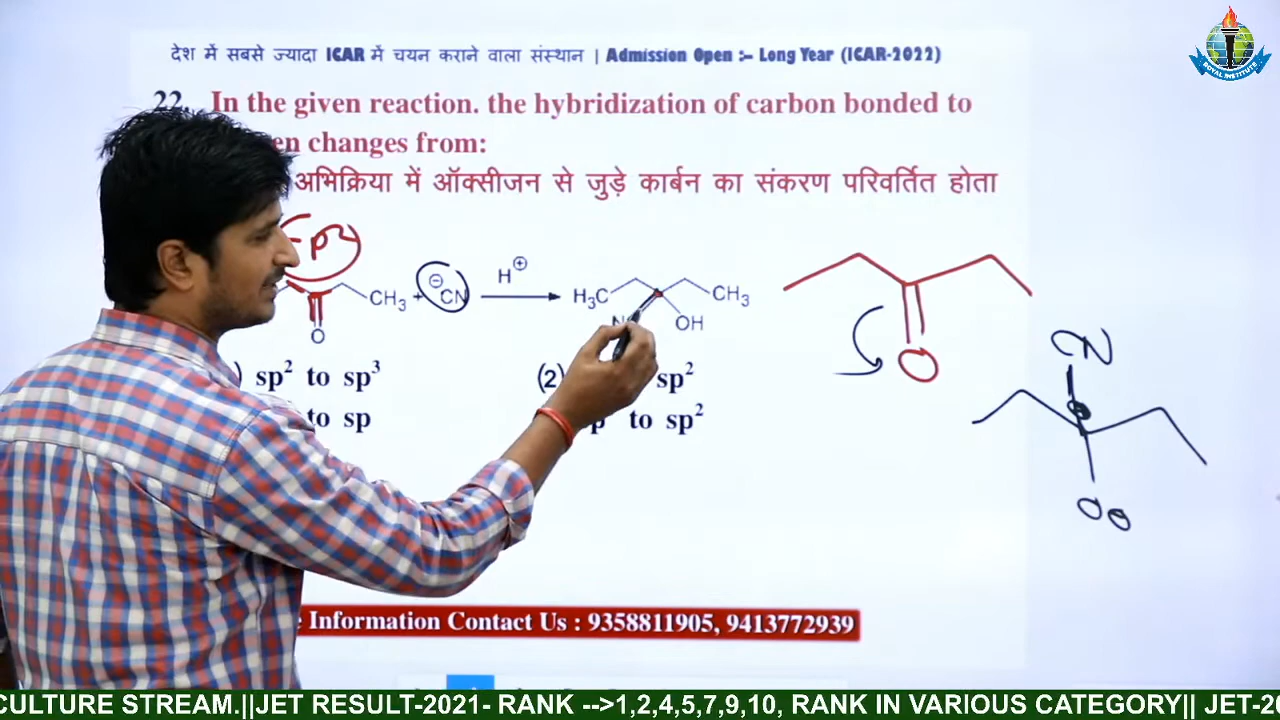 देश में सबसे ज्यादा ICAR में चयन कराने वाला संस्थान | Admission Open :- Long Year (ICAR-2022)
ROYAL INSTITUTE
22. In the given reaction. the hybridization of carbon bonded to
changes from:
अभिक्रिया में ऑक्सीजन से जुड़े कार्बन का संकरण परिवर्तित होता
CH₃ + ⊖CN H⊕ H₃C CH₃
O OH
O
CN
sp² to sp³ (2) sp²
to sp to sp²
O⊖
Information Contact Us : 9358811905, 9413772939
CULTURE STREAM.||JET RESULT-2021- RANK -->1,2,4,5,7,9,10, RANK IN VARIOUS CATEGORY|| JET-20